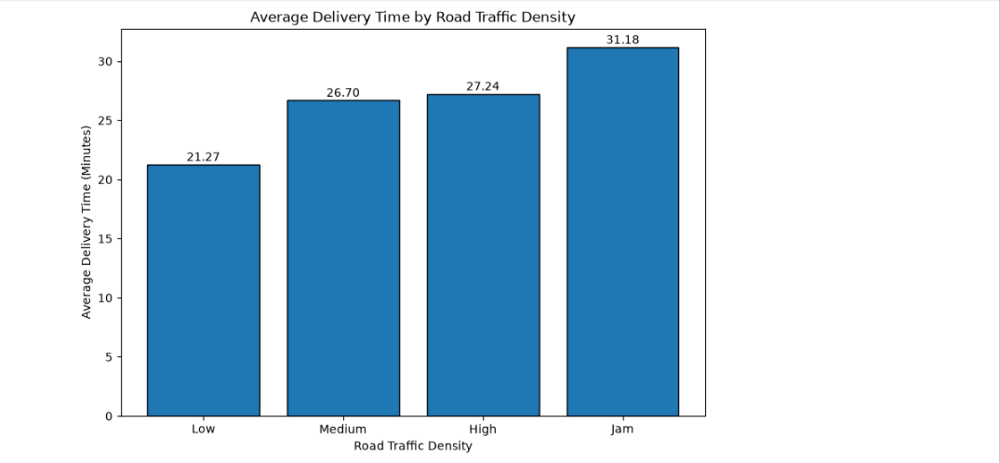 Average Delivery Time by Road Traffic Density
Average Delivery Time (Minutes)
30
25
20
15
10
5
0
21.27
26.70
27.24
31.18
Low
Medium
High
Jam
Road Traffic Density